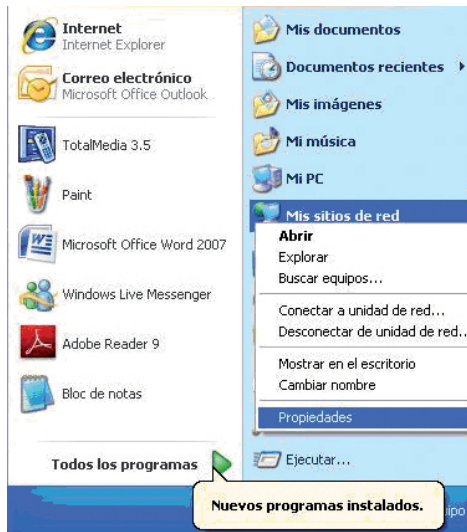 Internet
Internet Explorer
Correo electrónico
Microsoft Office Outlook
TotalMedia 3.5
Paint
Microsoft Office Word 2007
Windows Live Messenger
Adobe Reader 9
Bloc de notas
Todos los programas
Mis documentos
Documentos recientes
Mis imágenes
Mi música
Mi PC
Mis sitios de red
Abrir
Explorar
Buscar equipos...
Conectar a unidad de red...
Desconectar de unidad de red..
Mostrar en el escritorio
Cambiar nombre
Propiedades
Ejecutar...
Nuevos programas instalados.